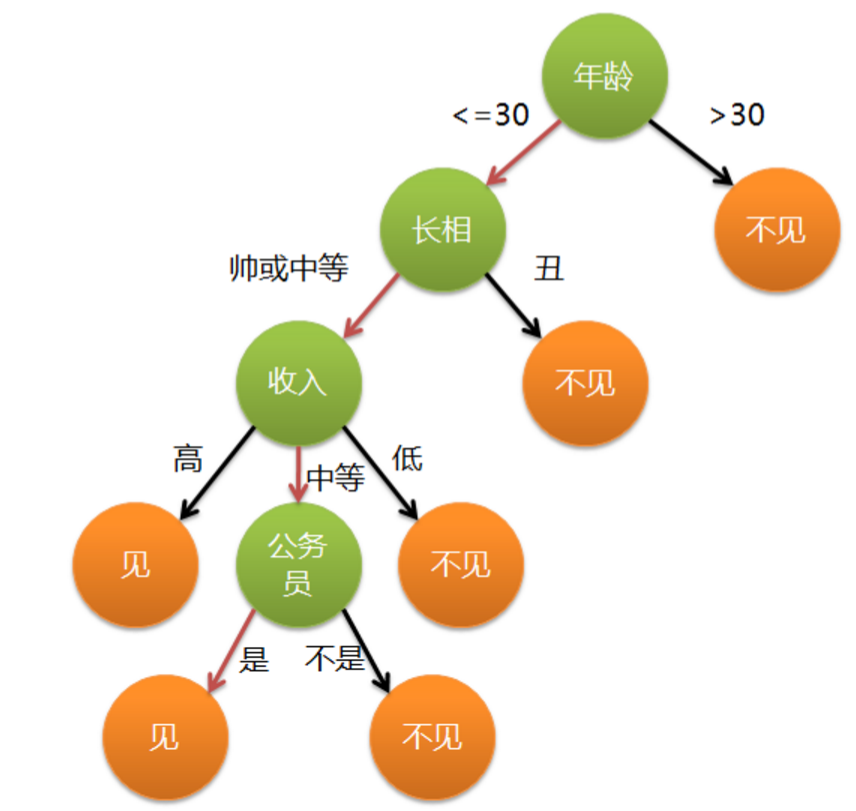 年龄
<=30
>30
长相
不见
帅或中等
丑
收入
不见
高
中等
低
见
公务
员
不见
是
不是
见
不见